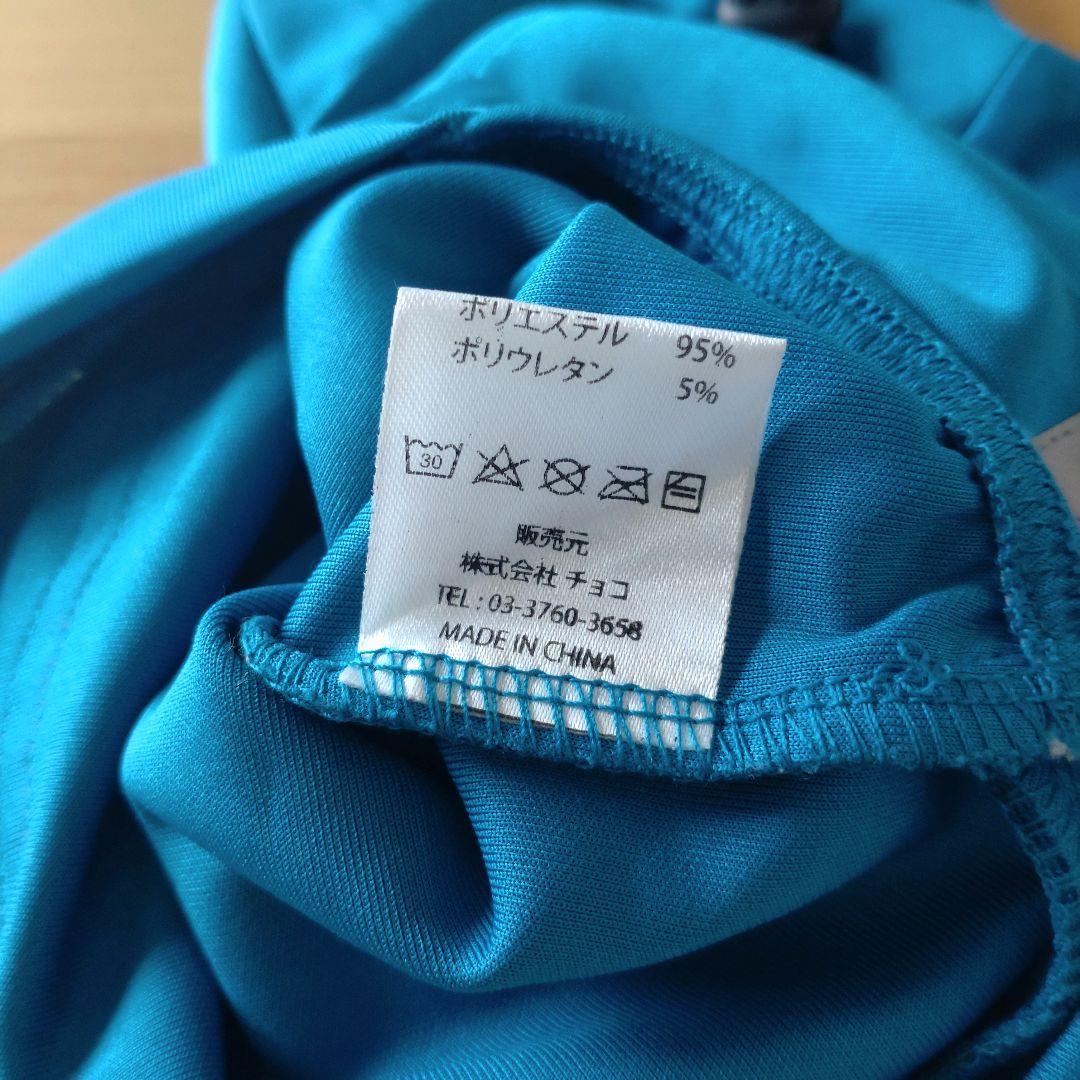 ポリエステル 95%
ポリウレタン 5%
30
販売元
株式会社 チョコ
TEL : 03-3760-3658
MADE IN CHINA